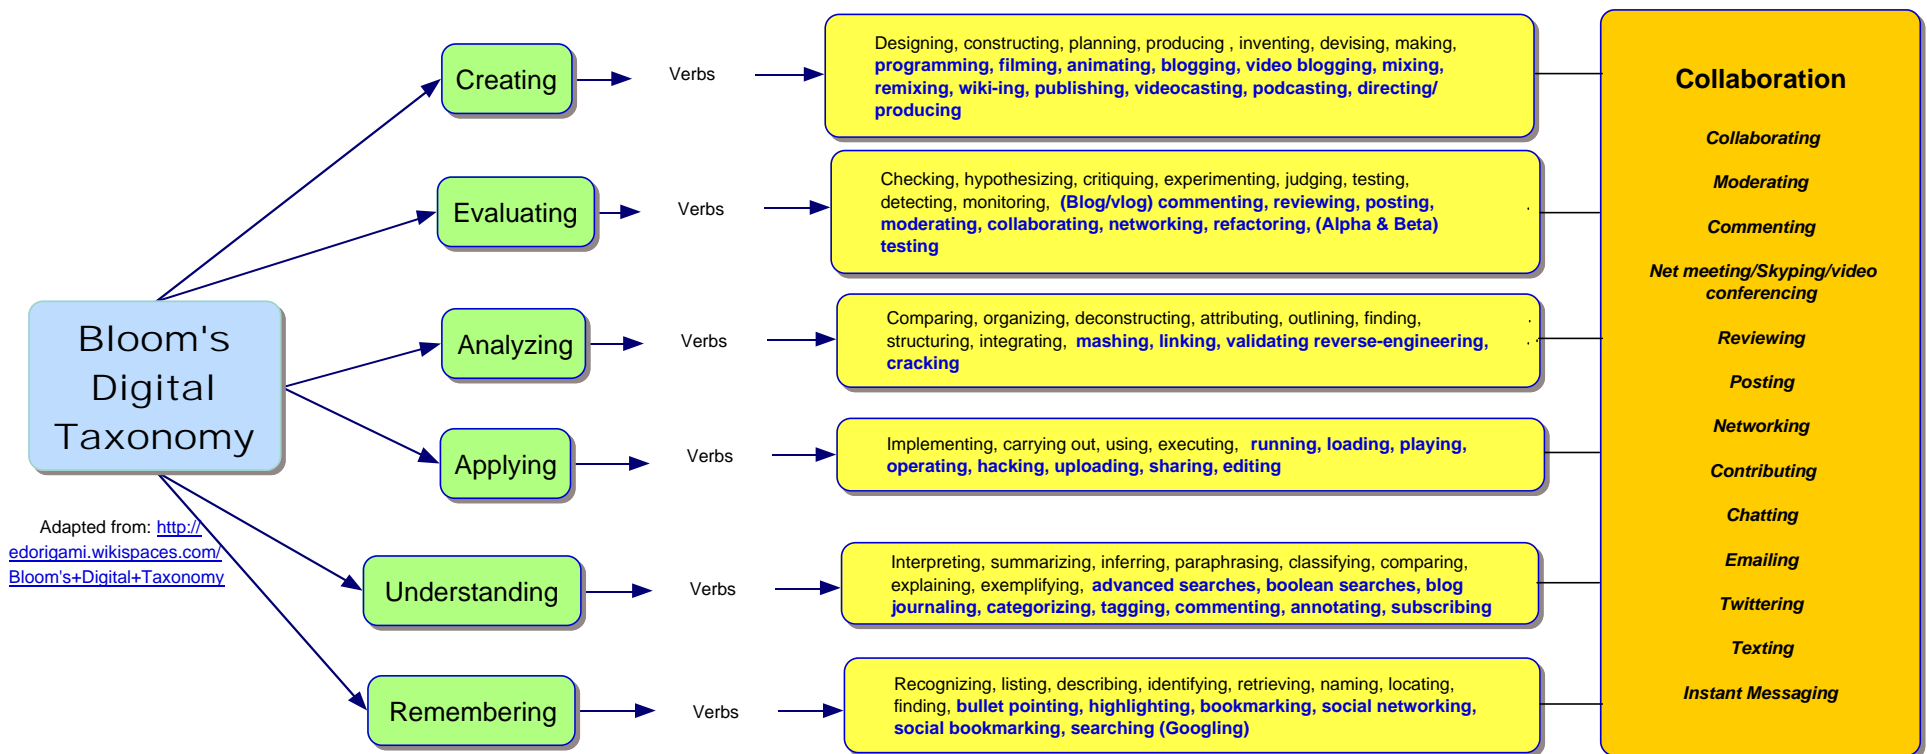 Bloom's
Digital
Taxonomy
Adapted from: http://
edorigami.wikispaces.com/
Bloom's+Digital+Taxonomy
Creating
Verbs
Designing, constructing, planning, producing , inventing, devising, making,
programming, filming, animating, blogging, video blogging, mixing,
remixing, wiki-ing, publishing, videocasting, podcasting, directing/
producing
Evaluating
Verbs
Checking, hypothesizing, critiquing, experimenting, judging, testing,
detecting, monitoring, (Blog/vlog) commenting, reviewing, posting,
moderating, collaborating, networking, refactoring, (Alpha & Beta)
testing
Analyzing
Verbs
Comparing, organizing, deconstructing, attributing, outlining, finding,
structuring, integrating, mashing, linking, validating reverse-engineering,
cracking
Applying
Verbs
Implementing, carrying out, using, executing, running, loading, playing,
operating, hacking, uploading, sharing, editing
Understanding
Verbs
Interpreting, summarizing, inferring, paraphrasing, classifying, comparing,
explaining, exemplifying, advanced searches, boolean searches, blog
journaling, categorizing, tagging, commenting, annotating, subscribing
Remembering
Verbs
Recognizing, listing, describing, identifying, retrieving, naming, locating,
finding, bullet pointing, highlighting, bookmarking, social networking,
social bookmarking, searching (Googling)
Collaboration
Collaborating
Moderating
Commenting
Net meeting/Skyping/video
conferencing
Reviewing
Posting
Networking
Contributing
Chatting
Emailing
Twittering
Texting
Instant Messaging